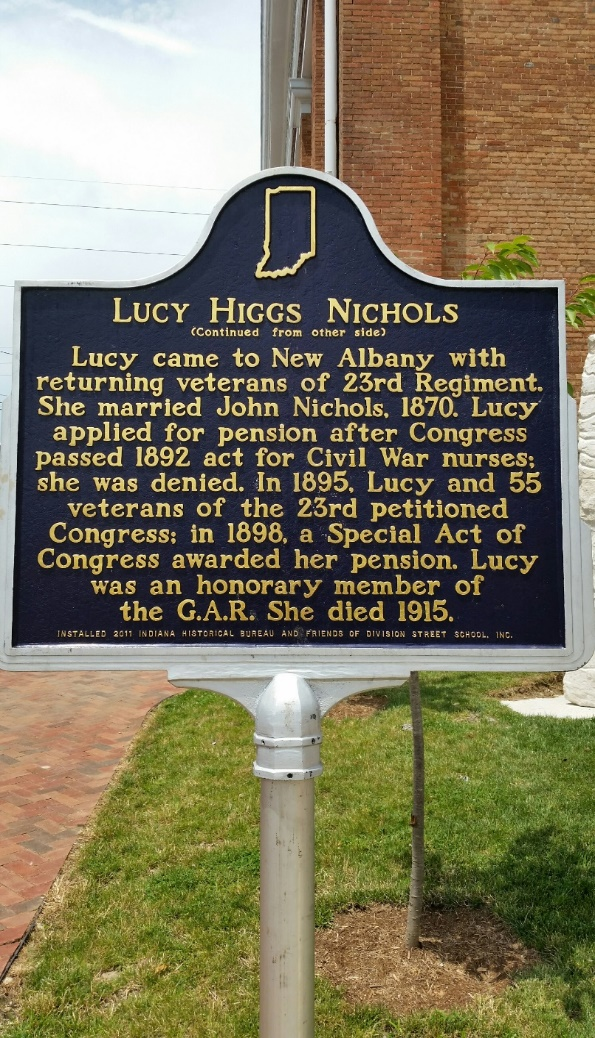 Lucy Higgs Nichols
(Continued from other side)
Lucy came to New Albany with
returning veterans of 23rd Regiment.
She married John Nichols, 1870. Lucy
applied for pension after Congress
passed 1892 act for Civil War nurses;
she was denied. In 1895, Lucy and 55
veterans of the 23rd petitioned
Congress; in 1898, a Special Act of
Congress awarded her pension. Lucy
was an honorary member of
the G.A.R. She died 1915.
INSTALLED 2011 INDIANA HISTORICAL BUREAU AND FRIENDS OF DIVISION STREET SCHOOL, INC.